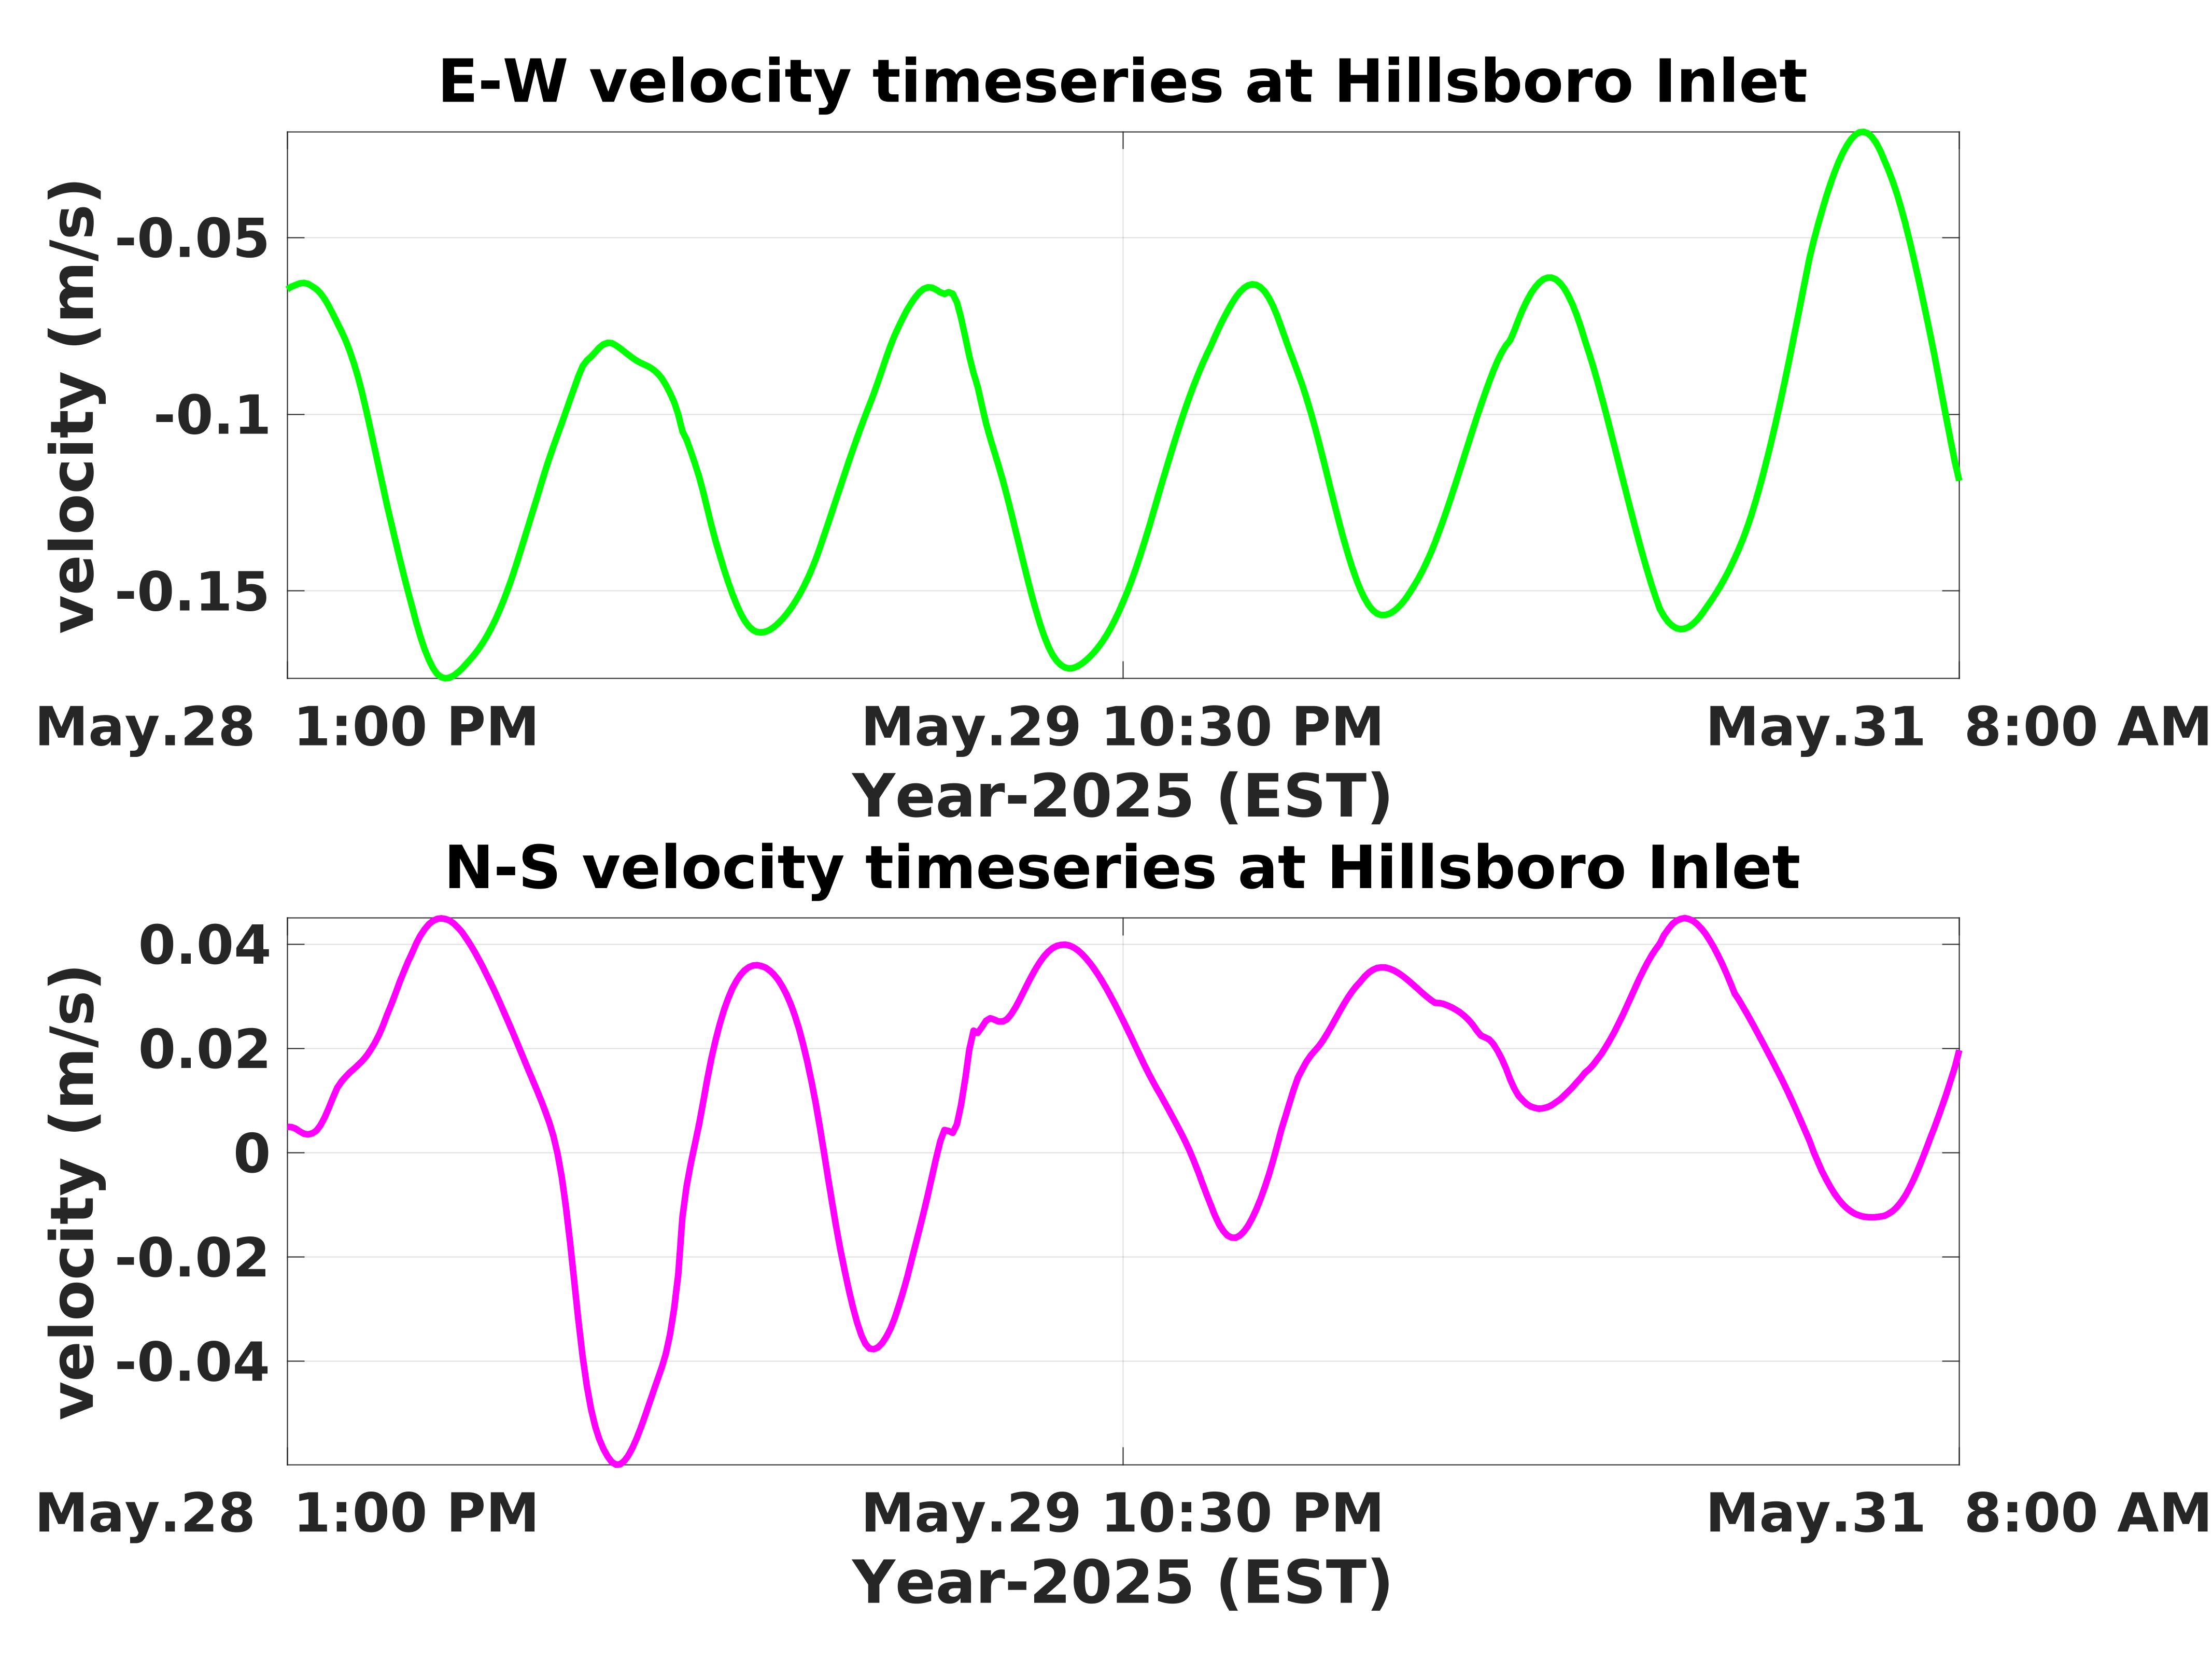 E-W velocity timeseries at Hillsboro Inlet
velocity (m/s)
-0.05
-0.1
-0.15
May.28  1:00 PM May.29 10:30 PM May.31  8:00 AM
Year-2025 (EST)
N-S velocity timeseries at Hillsboro Inlet
velocity (m/s)
0.04
0.02
0
-0.02
-0.04
May.28  1:00 PM May.29 10:30 PM May.31  8:00 AM
Year-2025 (EST)